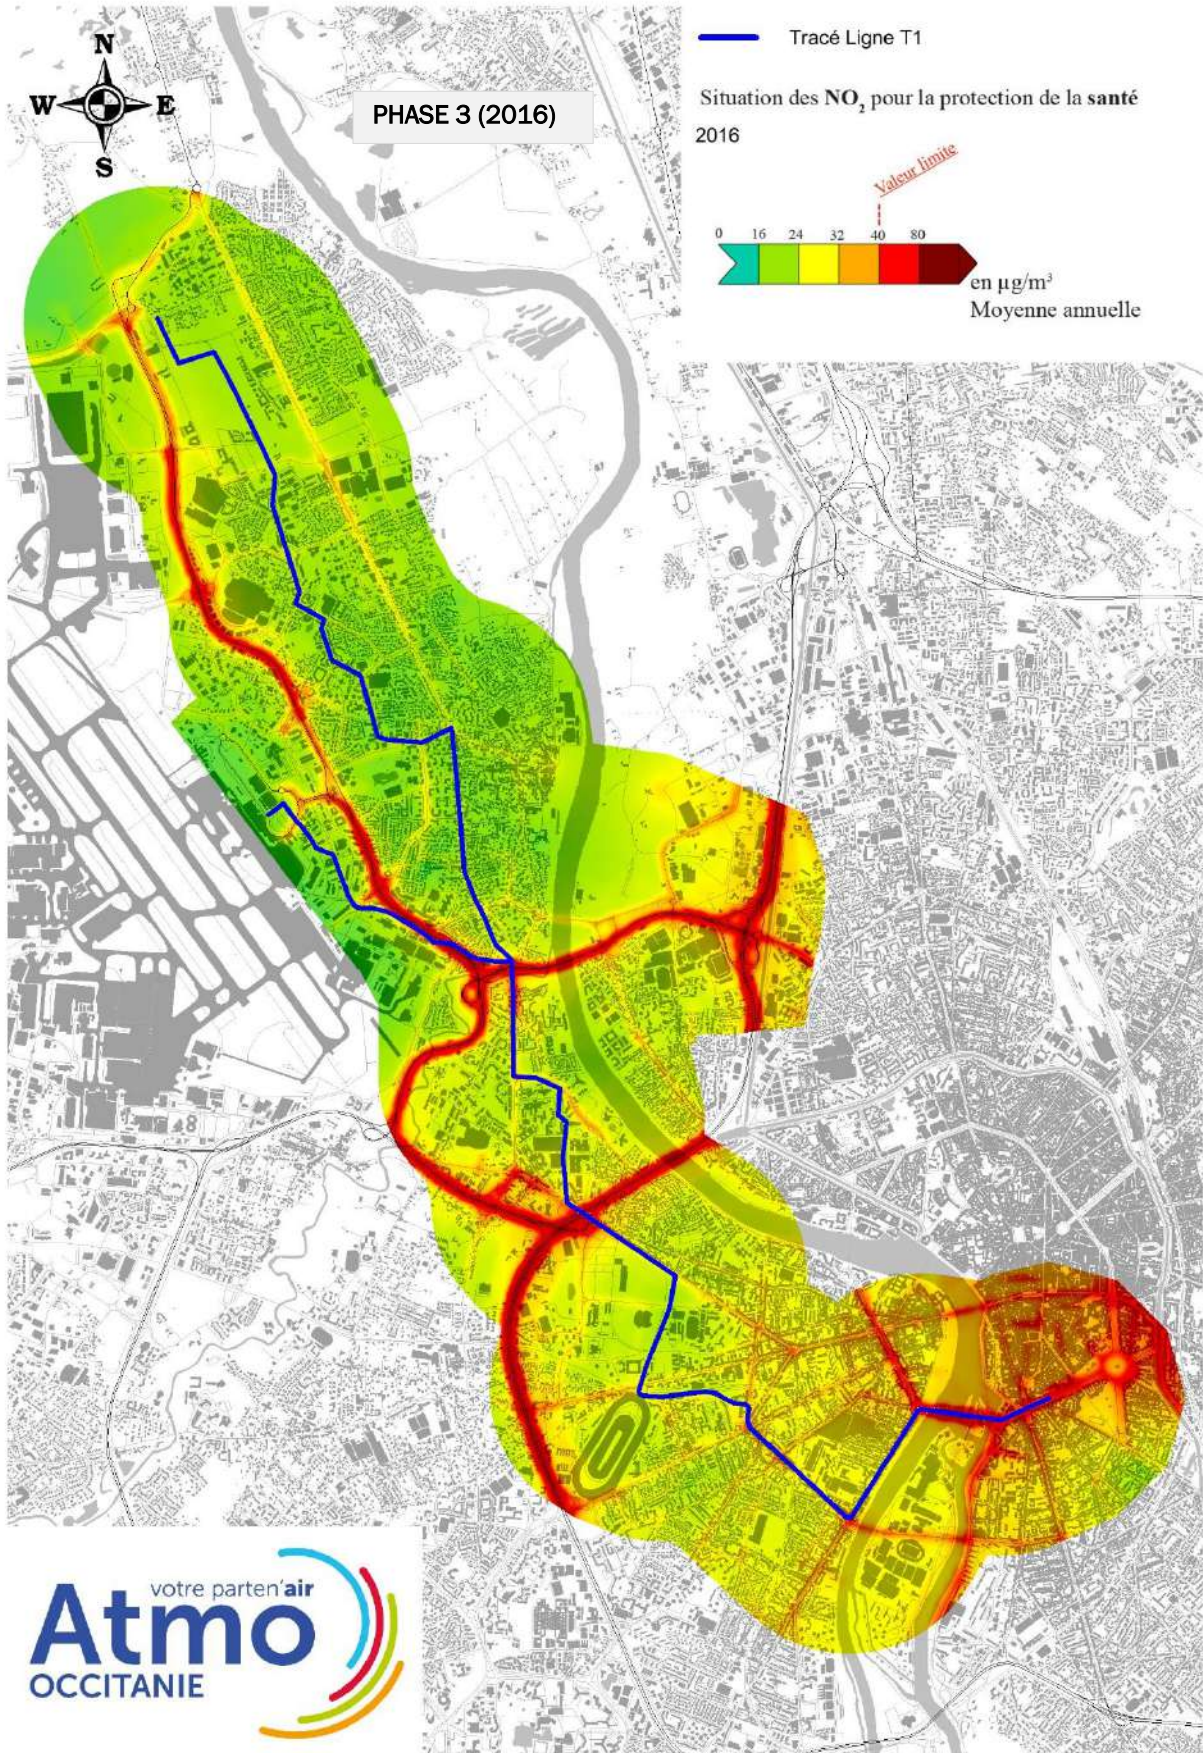 N
W E
S
PHASE 3 (2016)
Tracé Ligne T1
Situation des NO₂ pour la protection de la santé
2016
Valeur limite
0 16 24 32 40 80
en µg/m³
Moyenne annuelle
votre parten'air
Atmo
OCCITANIE